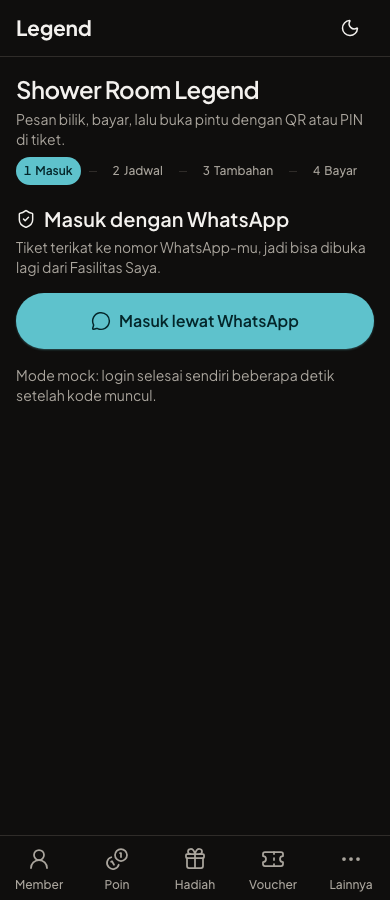 Legend
Shower Room Legend
Pesan bilik, bayar, lalu buka pintu dengan QR atau PIN
di tiket.
1 Masuk — 2 Jadwal — 3 Tambahan — 4 Bayar
Masuk dengan WhatsApp
Tiket terikat ke nomor WhatsApp-mu, jadi bisa dibuka
lagi dari Fasilitas Saya.
Masuk lewat WhatsApp
Mode mock: login selesai sendiri beberapa detik
setelah kode muncul.
Member Poin Hadiah Voucher Lainnya